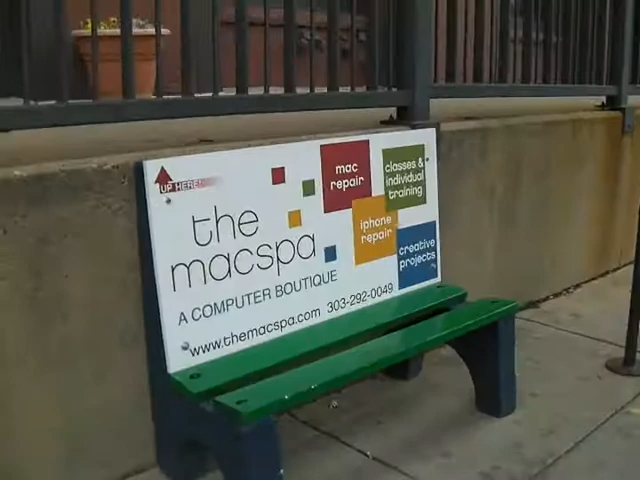 UP HERE
the
macspa
A COMPUTER BOUTIQUE
www.themacspa.com 303-292-0049
mac
repair
classes &
individual
training
iphone
repair
creative
projects